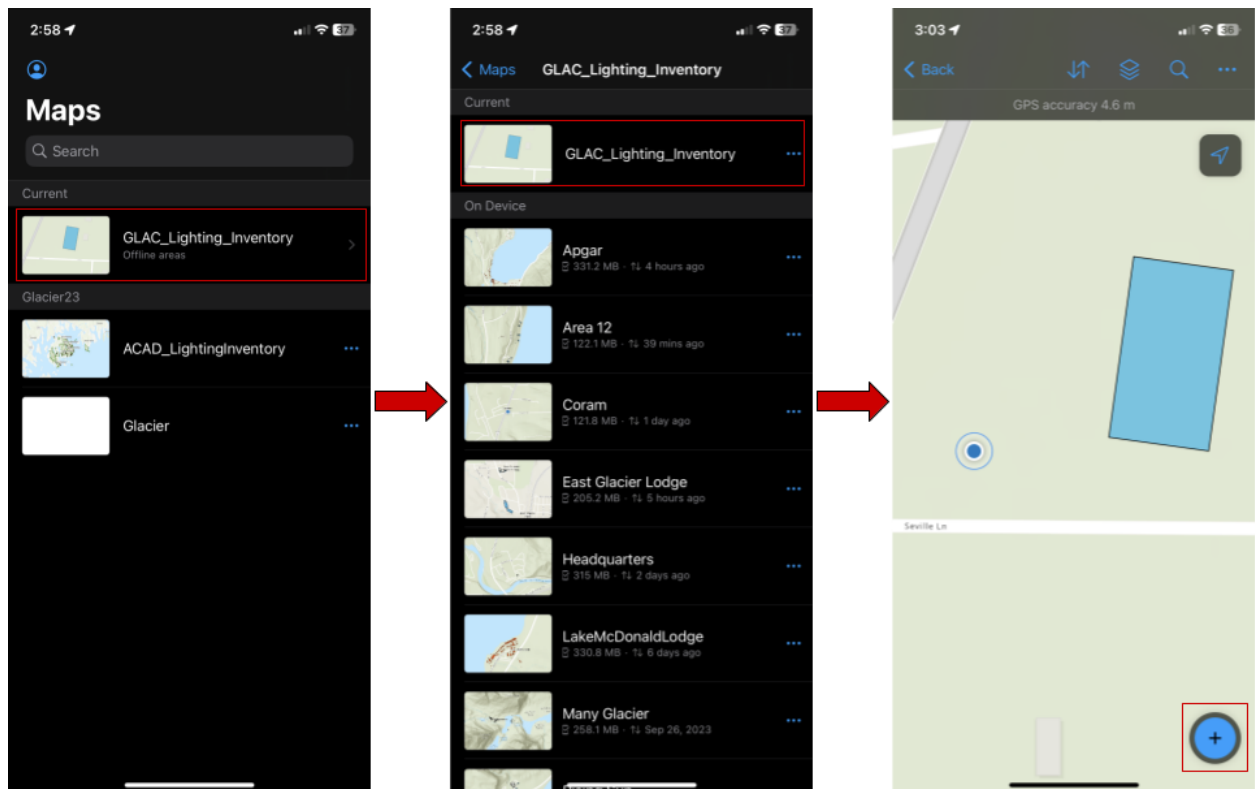 2:58
37
Maps
Search
Current
GLAC_Lighting_Inventory
Offline areas
Glacier23
ACAD_LightingInventory
Glacier
2:58
37
Maps
GLAC_Lighting_Inventory
Current
GLAC_Lighting_Inventory
On Device
Apgar
331.2 MB · 4 hours ago
Area 12
122.1 MB · 39 mins ago
Coram
121.8 MB · 1 day ago
East Glacier Lodge
205.2 MB · 5 hours ago
Headquarters
315 MB · 2 days ago
LakeMcDonaldLodge
330.8 MB · 6 days ago
Many Glacier
258.1 MB · Sep 26, 2023
3:03
36
Back
GPS accuracy 4.6 m
Seville Ln